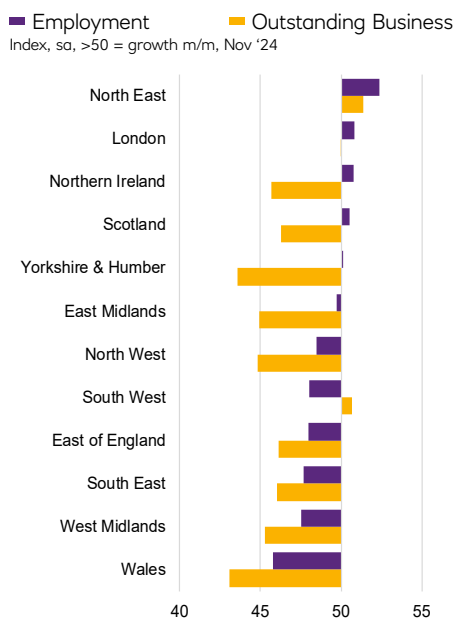 Employment Outstanding Business
Index, sa, >50 = growth m/m, Nov ‘24
North East
London
Northern Ireland
Scotland
Yorkshire & Humber
East Midlands
North West
South West
East of England
South East
West Midlands
Wales
40 45 50 55